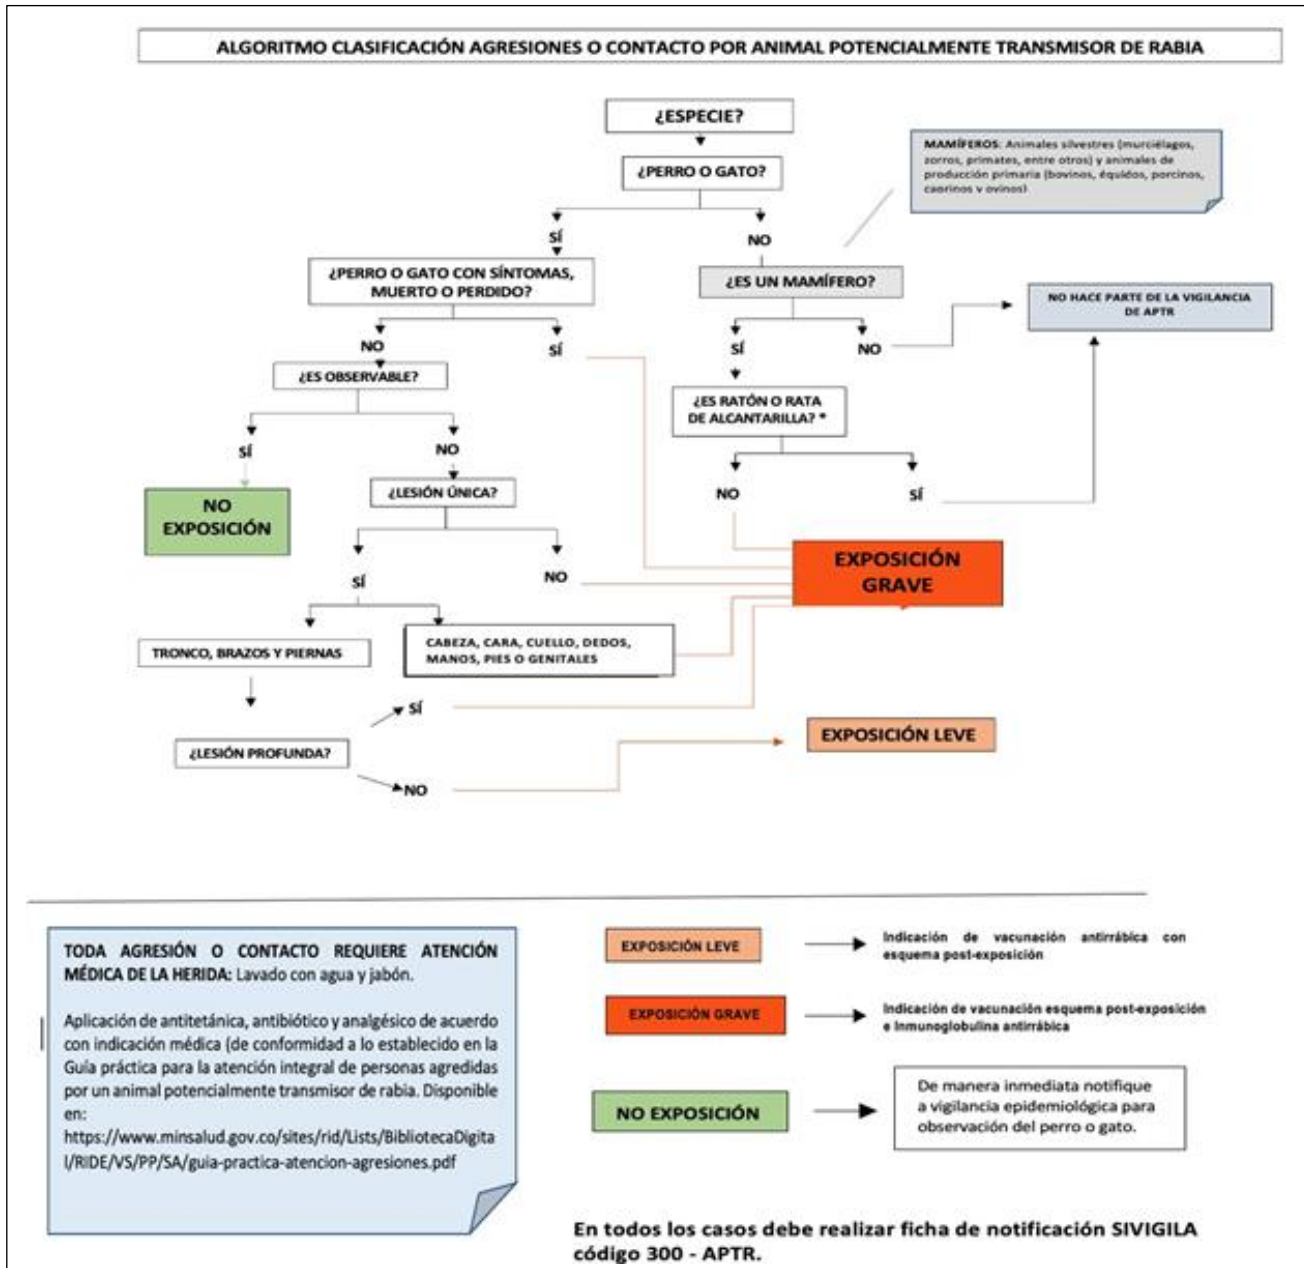 ALGORITMO CLASIFICACIÓN AGRESIONES O CONTACTO POR ANIMAL POTENCIALMENTE TRANSMISOR DE RABIA
¿ESPECIE?
¿PERRO O GATO?
MAMÍFEROS: Animales silvestres (murciélagos,
zorros, primates, entre otros) y animales de
producción primaria (bovinos, équidos, porcinos,
caprinos y ovinos)
SÍ
NO
¿PERRO O GATO CON SÍNTOMAS,
MUERTO O PERDIDO?
¿ES UN MAMÍFERO?
NO HACE PARTE DE LA VIGILANCIA
DE APTR
NO
SÍ
SÍ
NO
¿ES OBSERVABLE?
¿ES RATÓN O RATA
DE ALCANTARILLA? *
SÍ
NO
NO
SÍ
NO
EXPOSICIÓN
¿LESIÓN ÚNICA?
EXPOSICIÓN
GRAVE
SÍ
NO
TRONCO, BRAZOS Y PIERNAS
CABEZA, CARA, CUELLO, DEDOS,
MANOS, PIES O GENITALES
SÍ
¿LESIÓN PROFUNDA?
EXPOSICIÓN LEVE
NO
TODA AGRESIÓN O CONTACTO REQUIERE ATENCIÓN
MÉDICA DE LA HERIDA: Lavado con agua y jabón.
Aplicación de antitetánica, antibiótico y analgésico de acuerdo
con indicación médica (de conformidad a lo establecido en la
Guía práctica para la atención integral de personas agredidas
por un animal potencialmente transmisor de rabia. Disponible
en:
https://www.minsalud.gov.co/sites/rid/Lists/BibliotecaDigita
l/RIDE/VS/PP/SA/guia-practica-atencion-agresiones.pdf
EXPOSICIÓN LEVE
Indicación de vacunación antirrábica con
esquema post-exposición
EXPOSICIÓN GRAVE
Indicación de vacunación esquema post-exposición
e Inmunoglobulina antirrábica
NO EXPOSICIÓN
De manera inmediata notifique
a vigilancia epidemiológica para
observación del perro o gato.
En todos los casos debe realizar ficha de notificación SIVIGILA
código 300 - APTR.